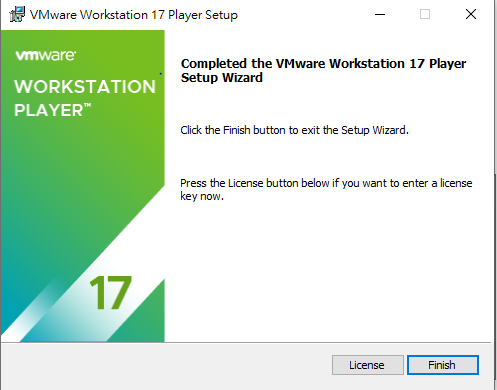 VMware Workstation 17 Player Setup
vmware®
WORKSTATION
PLAYER™
17
Completed the VMware Workstation 17 Player
Setup Wizard
Click the Finish button to exit the Setup Wizard.
Press the License button below if you want to enter a license
key now.
License
Finish